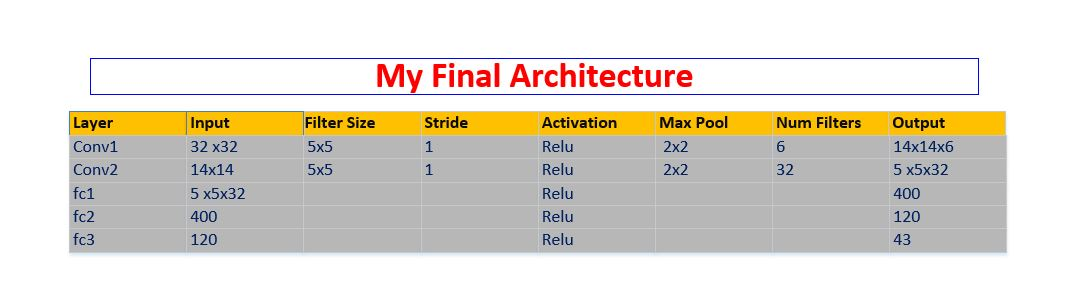 My Final Architecture
Layer Input Filter Size Stride Activation Max Pool Num Filters Output
Conv1 32 x32 5x5 1 Relu 2x2 6 14x14x6
Conv2 14x14 5x5 1 Relu 2x2 32 5 x5x32
fc1 5 x5x32 Relu 400
fc2 400 Relu 120
fc3 120 Relu 43